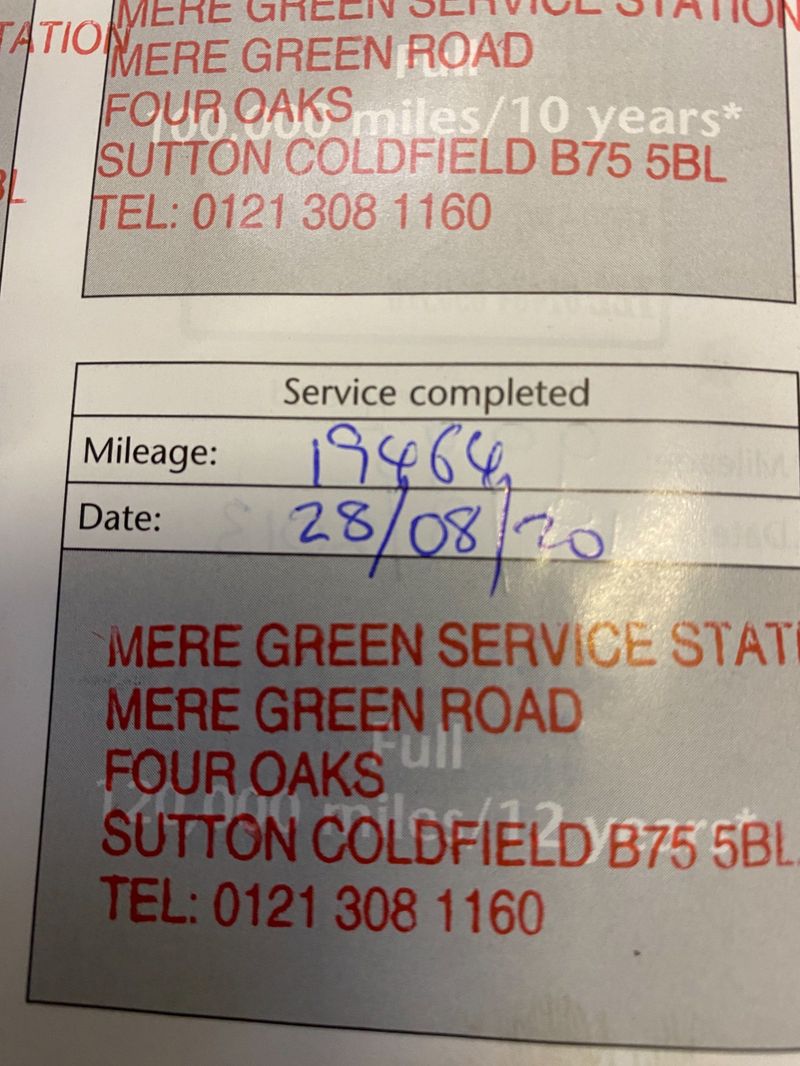 TATION
BL
MERE GREEN SERVICE STATION
MERE GREEN ROAD
Full
FOUR OAKS
100,000 miles/10 years*
SUTTON COLDFIELD B75 5BL
TEL: 0121 308 1160
Service completed
Mileage: 19464
Date: 28/08/20
MERE GREEN SERVICE STATI
MERE GREEN ROAD
Full
FOUR OAKS
120,000 miles/12 years*
SUTTON COLDFIELD B75 5BL
TEL: 0121 308 1160